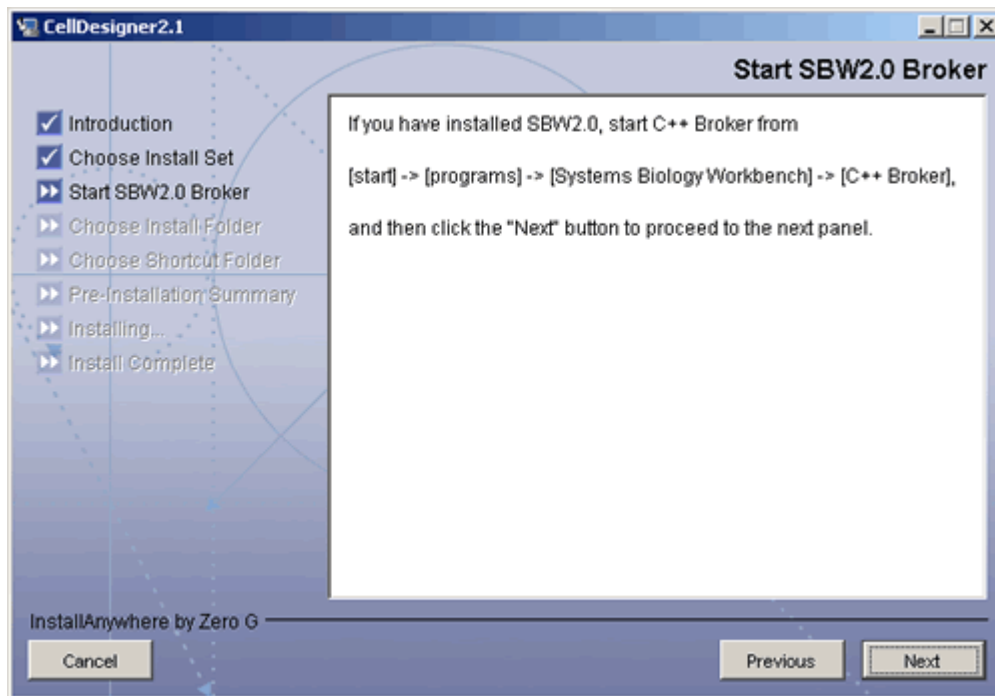 CellDesigner2.1
Start SBW2.0 Broker
Introduction
Choose Install Set
Start SBW2.0 Broker
Choose Install Folder
Choose Shortcut Folder
Pre-Installation Summary
Installing...
Install Complete
If you have installed SBW2.0, start C++ Broker from
[start] -> [programs] -> [Systems Biology Workbench] -> [C++ Broker],
and then click the "Next" button to proceed to the next panel.
InstallAnywhere by Zero G
Cancel
Previous
Next